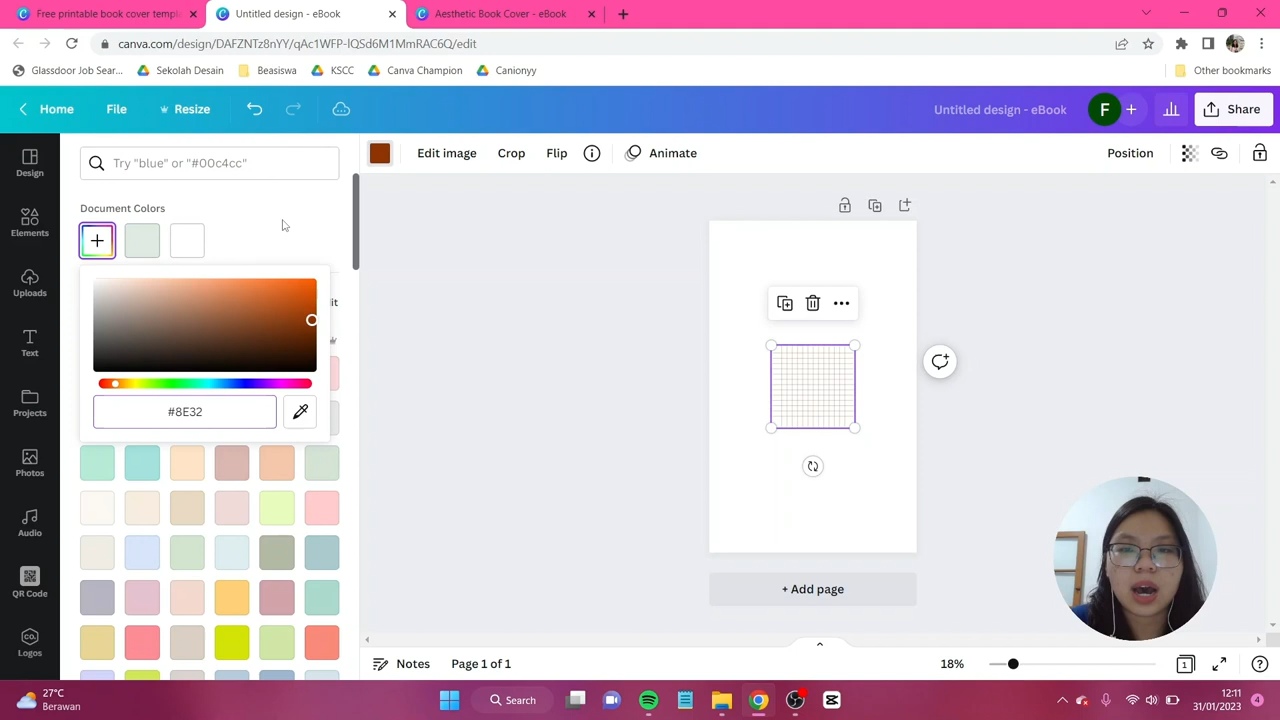 Free printable book cover templ
Untitled design - eBook
Aesthetic Book Cover - eBook
canva.com/design/DAFZNTz8nYY/qAc1WFP-lQSd6M1MmRAC6Q/edit
Glassdoor Job Sear...
Sekolah Desain
Beasiswa
KSCC
Canva Champion
Canionyy
Other bookmarks
Home
File
Resize
Untitled design - eBook
F
+
Share
Design
Elements
Uploads
Text
Projects
Photos
Audio
QR Code
Logos
Try "blue" or "#00c4cc"
Document Colors
it
#8E32
Edit image
Crop
Flip
Animate
Position
+ Add page
Notes
Page 1 of 1
18%
1
27°C
Berawan
Search
12:11
31/01/2023
4